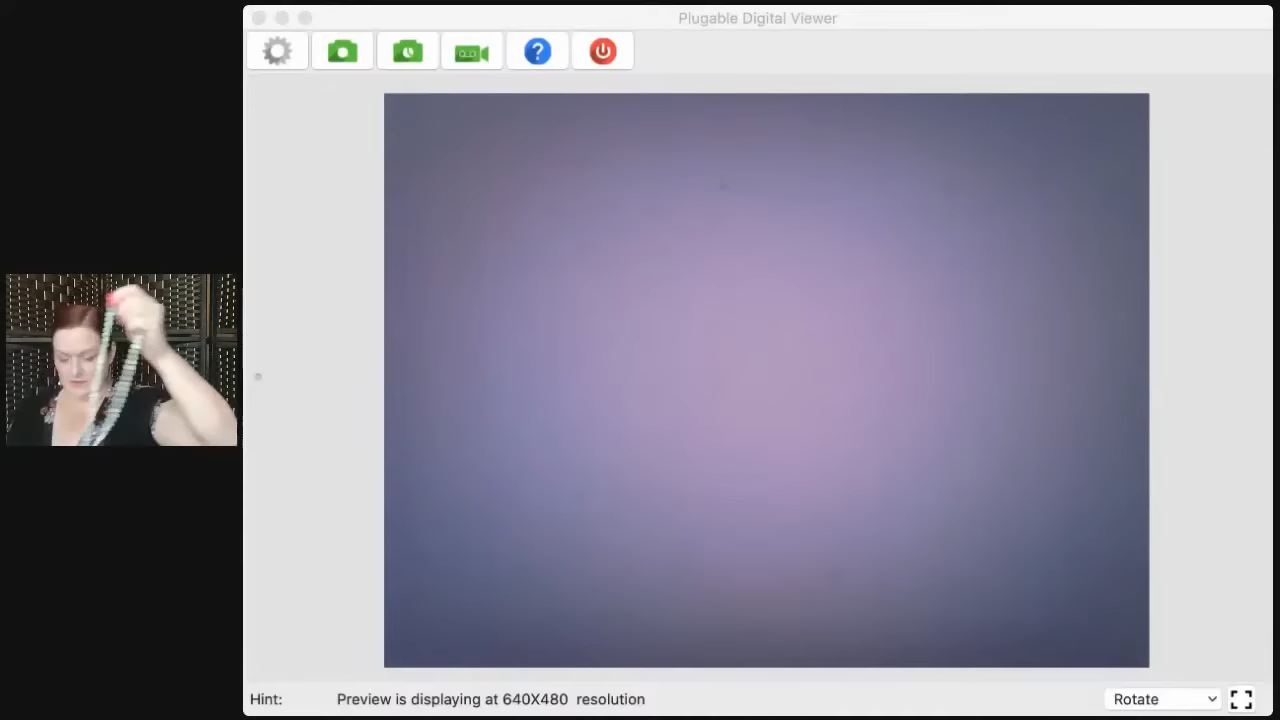 Plugable Digital Viewer
?
Hint: Preview is displaying at 640X480 resolution
Rotate